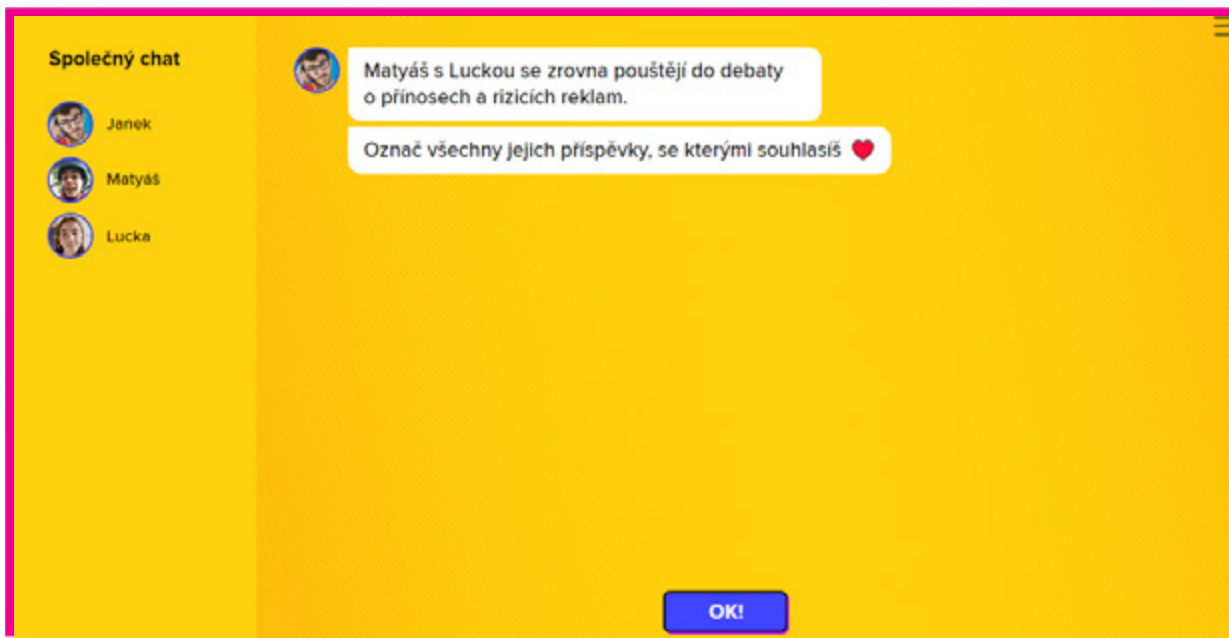 Společný chat
Janek
Matyáš
Lucka
Matyáš s Luckou se zrovna pouštějí do debaty
o přínosech a rizicích reklam.
Označ všechny jejich příspěvky, se kterými souhlasíš
OK!